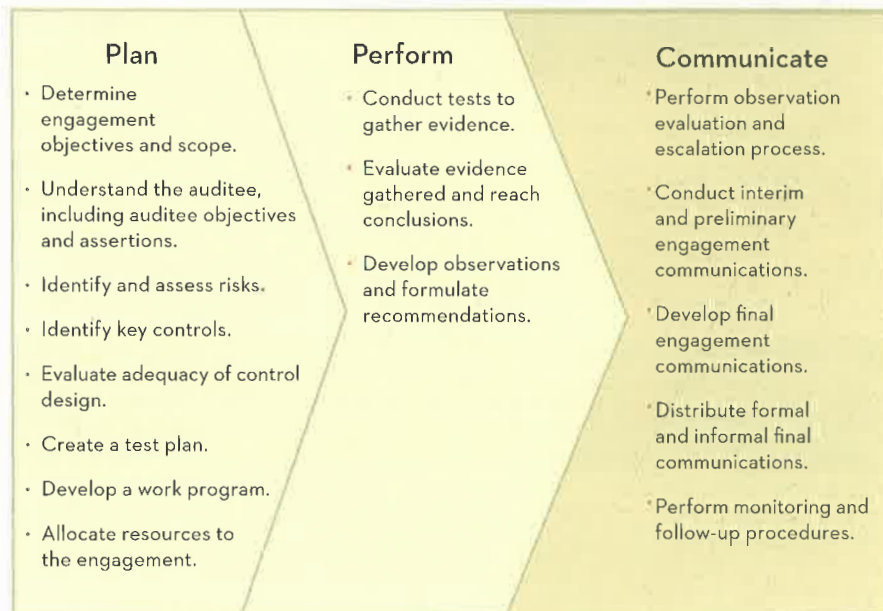 Plan
· Determine
engagement
objectives and scope.
· Understand the auditee,
including auditee objectives
and assertions.
· Identify and assess risks.
· Identify key controls.
· Evaluate adequacy of control
design.
· Create a test plan.
· Develop a work program.
· Allocate resources to
the engagement.
Perform
· Conduct tests to
gather evidence.
· Evaluate evidence
gathered and reach
conclusions.
· Develop observations
and formulate
recommendations.
Communicate
· Perform observation
evaluation and
escalation process.
· Conduct interim
and preliminary
engagement
communications.
· Develop final
engagement
communications.
· Distribute formal
and informal final
communications.
· Perform monitoring and
follow-up procedures.